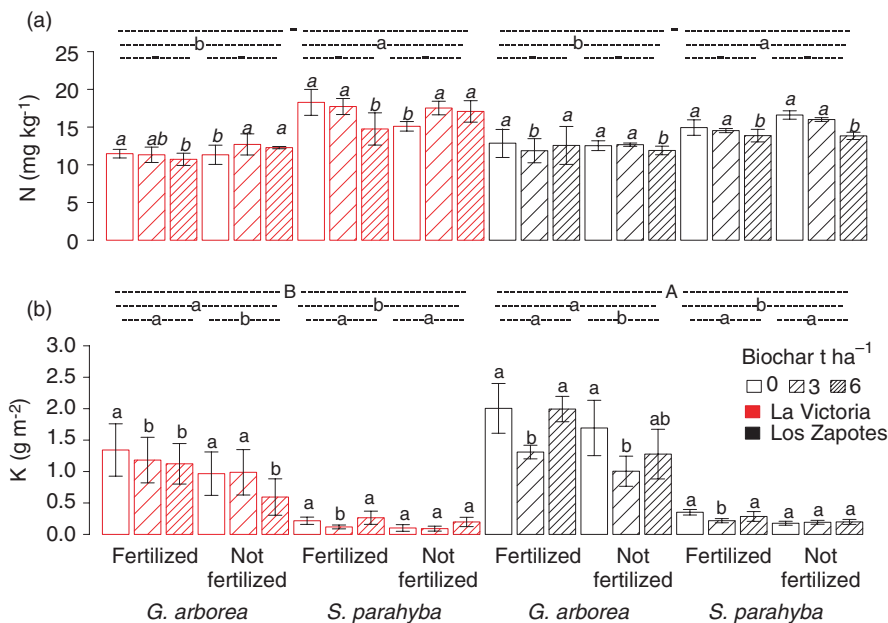 (a)
b a b a
a ab b b a a a a b b a a a b a a a b a a b a a b
N (mg kg⁻¹)
25
20
15
10
5
0
(b)
B A
a b a b
a b a a a b a a
K (g m⁻²)
3.0
2.5
2.0
1.5
1.0
0.5
0.0
a b b a a b a b a a a a a b a a b ab a b a a a a
Biochar t ha⁻¹
0 3 6
La Victoria
Los Zapotes
Fertilized Not fertilized Fertilized Not fertilized Fertilized Not fertilized Fertilized Not fertilized
G. arborea S. parahyba G. arborea S. parahyba